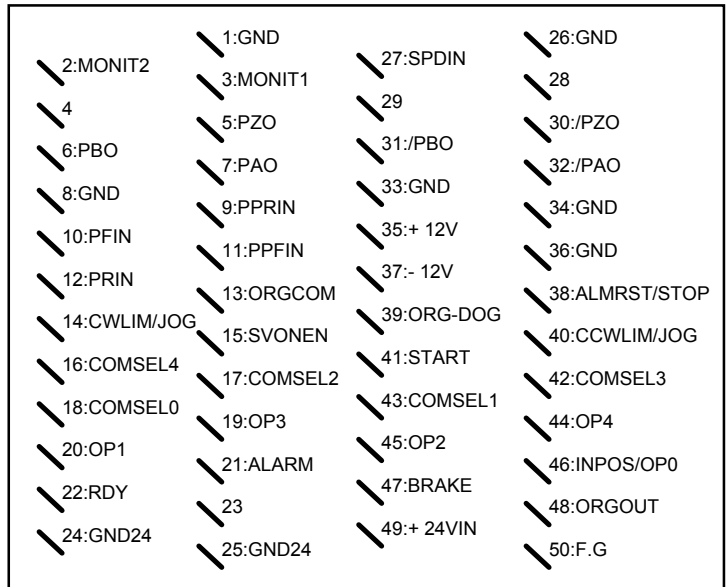 1:GND
26:GND
2:MONIT2
27:SPDIN
3:MONIT1
28
4
29
5:PZO
30:/PZO
6:PBO
31:/PBO
7:PAO
32:/PAO
8:GND
33:GND
9:PPRIN
34:GND
10:PFIN
35:+ 12V
11:PPFIN
36:GND
12:PRIN
37:- 12V
13:ORGCOM
38:ALMRST/STOP
14:CWLIM/JOG
39:ORG-DOG
15:SVONEN
40:CCWLIM/JOG
16:COMSEL4
41:START
17:COMSEL2
42:COMSEL3
18:COMSEL0
43:COMSEL1
19:OP3
44:OP4
20:OP1
45:OP2
21:ALARM
46:INPOS/OP0
22:RDY
47:BRAKE
23
48:ORGOUT
24:GND24
49:+ 24VIN
25:GND24
50:F.G